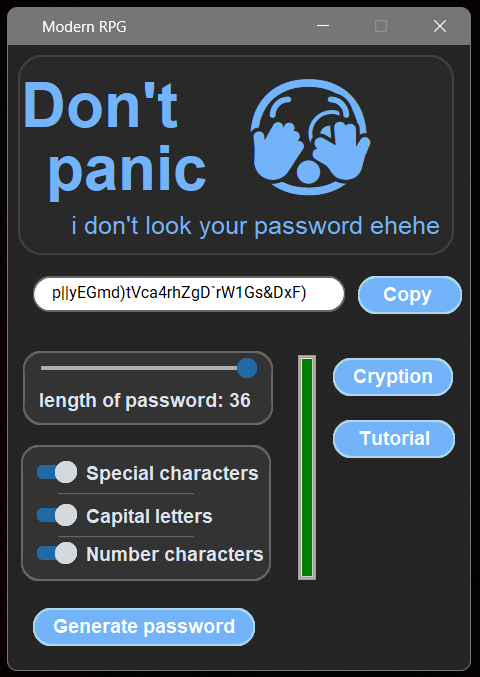 Modern RPG
Don't
panic
i don't look your password ehehe
p||yEGmd)tVca4rhZgD`rW1Gs&DxF)
Copy
length of password: 36
Cryption
Tutorial
Special characters
Capital letters
Number characters
Generate password